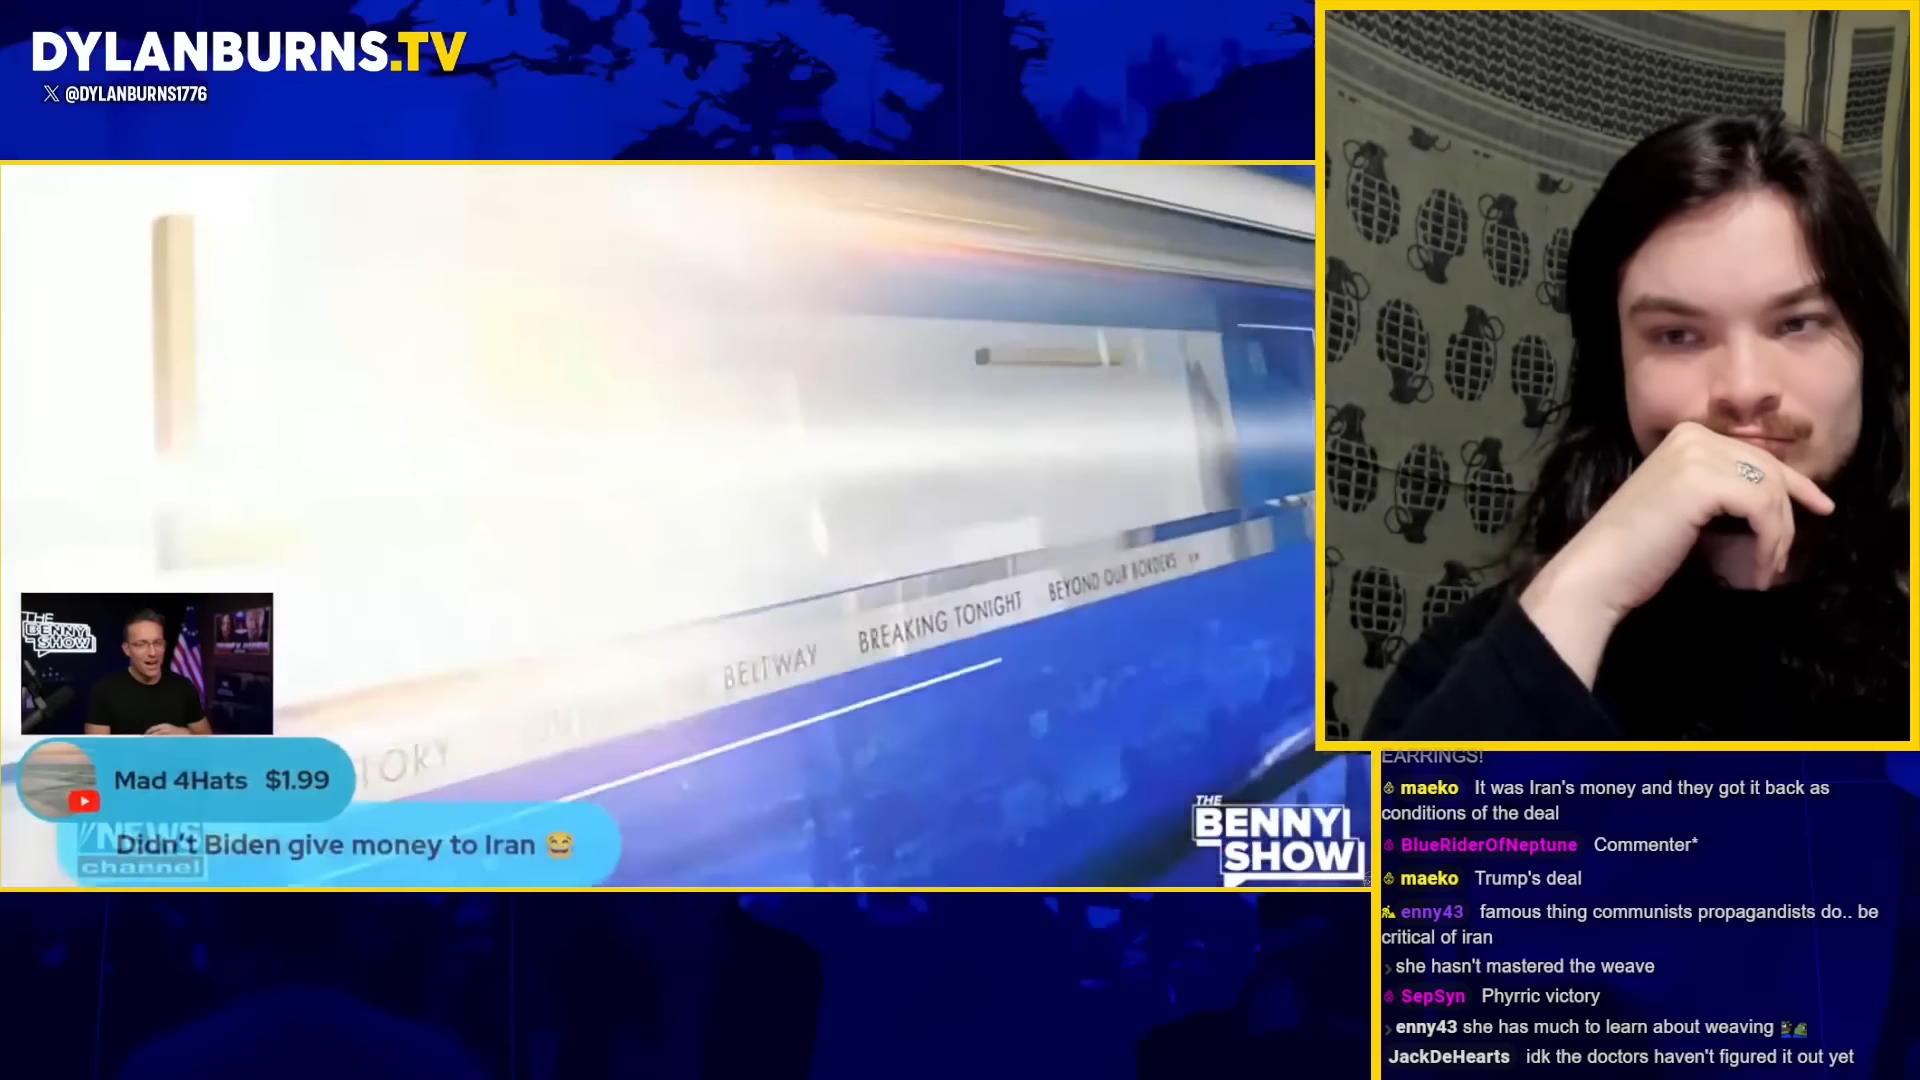 DYLANBURNS.TV
X @DYLANBURNS1776
BELTWAY
BREAKING TONIGHT
BEYOND OUR BORDERS
THE
BENNY
SHOW
Mad 4Hats $1.99
Didn't Biden give money to Iran 😂
NEWS
channel
THE
BENNY
SHOW
EARRINGS!
maeko It was Iran's money and they got it back as
conditions of the deal
BlueRiderOfNeptune Commenter*
maeko Trump's deal
enny43 famous thing communists propagandists do.. be
critical of iran
she hasn't mastered the weave
SepSyn Phyrric victory
enny43 she has much to learn about weaving
JackDeHearts idk the doctors haven't figured it out yet